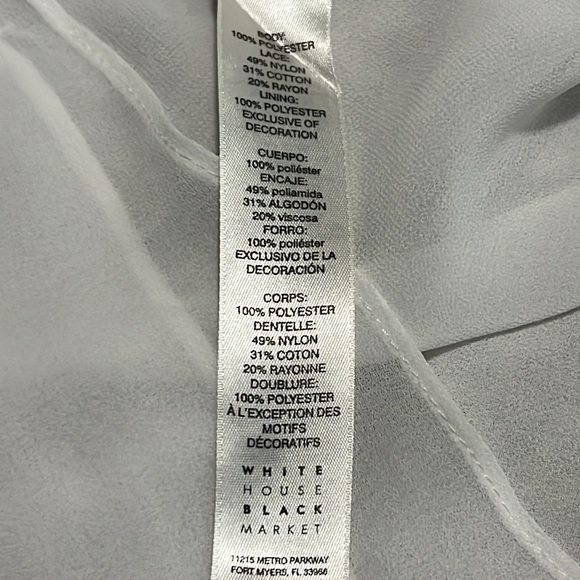 BODY:
100% POLYESTER
LACE:
49% NYLON
31% COTTON
20% RAYON
LINING:
100% POLYESTER
EXCLUSIVE OF
DECORATION
CUERPO:
100% poliéster
ENCAJE:
49% poliamida
31% ALGODÓN
20% viscosa
FORRO:
100% poliéster
EXCLUSIVO DE LA
DECORACIÓN
CORPS:
100% POLYESTER
DENTELLE:
49% NYLON
31% COTON
20% RAYONNE
DOUBLURE:
100% POLYESTER
À L'EXCEPTION DES
MOTIFS
DÉCORATIFS
WHITE
HOUSE
BLACK
MARKET
11215 METRO PARKWAY
FORT MYERS, FL 33966